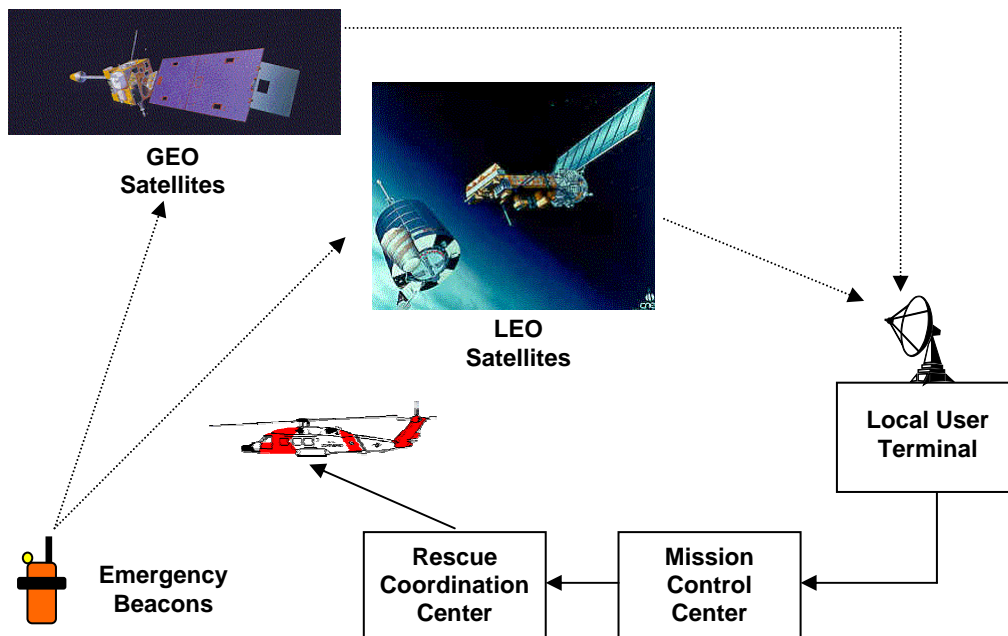 GEO
Satellites
LEO
Satellites
Local User
Terminal
Rescue
Coordination
Center
Mission
Control
Center
Emergency
Beacons